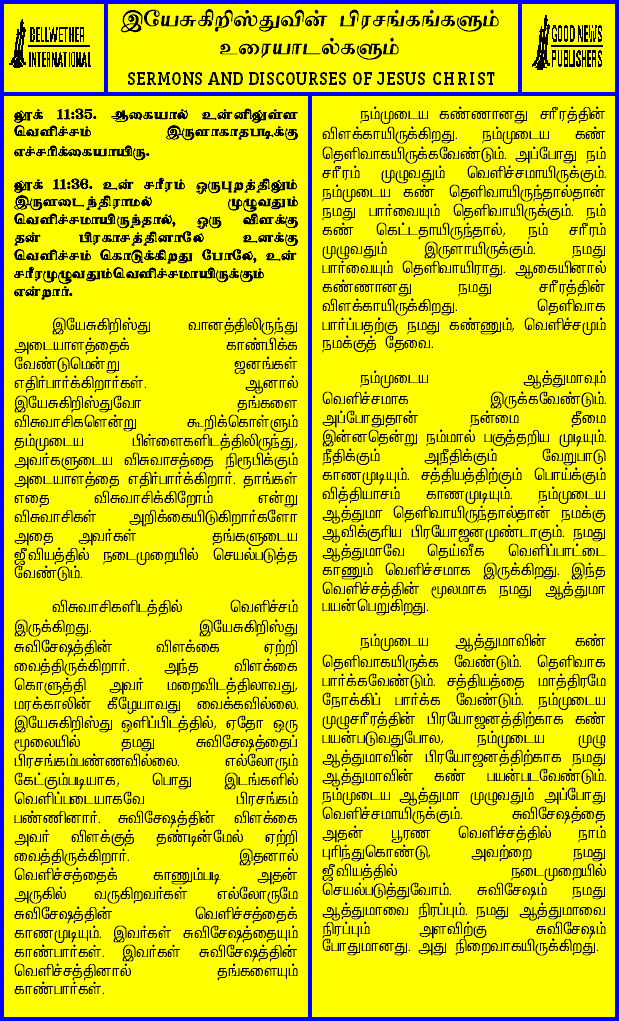 BELLWETHER
INTERNATIONAL
இயேசுகிறிஸ்துவின் பிரசங்கங்களும்
உரையாடல்களும்
SERMONS AND DISCOURSES OF JESUS CHRIST
GOOD NEWS
PUBLISHERS
லூக் 11:35. ஆகையால் உன்னிலுள்ள
வெளிச்சம் இருளாகாதபடிக்கு
எச்சரிக்கையாயிரு.
லூக் 11:36. உன் சரீரம் ஒருபுறத்திலும்
இருளடைந்திராமல் முழுவதும்
வெளிச்சமாயிருந்தால், ஒரு விளக்கு
தன் பிரகாசத்தினாலே உனக்கு
வெளிச்சம் கொடுக்கிறது போலே, உன்
சரீரமுழுவதும்வெளிச்சமாயிருக்கும்
என்றார்.
இயேசுகிறிஸ்து வானத்திலிருந்து
அடையாளத்தைக் காண்பிக்க
வேண்டுமென்று ஜனங்கள்
எதிர்பார்க்கிறார்கள். ஆனால்
இயேசுகிறிஸ்துவோ தங்களை
விசுவாசிகளென்று கூறிக்கொள்ளும்
தம்முடைய பிள்ளைகளிடத்திலிருந்து,
அவர்களுடைய விசுவாசத்தை நிரூபிக்கும்
அடையாளத்தை எதிர்பார்க்கிறார். தாங்கள்
எதை விசுவாசிக்கிறோம் என்று
விசுவாசிகள் அறிக்கையிடுகிறார்களோ
அதை அவர்கள் தங்களுடைய
ஜீவியத்தில் நடைமுறையில் செயல்படுத்த
வேண்டும்.
விசுவாசிகளிடத்தில் வெளிச்சம்
இருக்கிறது. இயேசுகிறிஸ்து
சுவிசேஷத்தின் விளக்கை ஏற்றி
வைத்திருக்கிறார். அந்த விளக்கை
கொளுத்தி அவர் மறைவிடத்திலாவது,
மரக்காலின் கீழேயாவது வைக்கவில்லை.
இயேசுகிறிஸ்து ஒளிப்பிடத்தில், ஏதோ ஒரு
மூலையில் தமது சுவிசேஷத்தைப்
பிரசங்கம்பண்ணவில்லை. எல்லோரும்
கேட்கும்படியாக, பொது இடங்களில்
வெளிப்படையாகவே பிரசங்கம்
பண்ணினார். சுவிசேஷத்தின் விளக்கை
அவர் விளக்குத் தண்டின்மேல் ஏற்றி
வைத்திருக்கிறார். இதனால்
வெளிச்சத்தைக் காணும்படி அதன்
அருகில் வருகிறவர்கள் எல்லோருமே
சுவிசேஷத்தின் வெளிச்சத்தைக்
காணமுடியும். இவர்கள் சுவிசேஷத்தையும்
காண்பார்கள். இவர்கள் சுவிசேஷத்தின்
வெளிச்சத்தினால் தங்களையும்
காண்பார்கள்.
நம்முடைய கண்ணானது சரீரத்தின்
விளக்காயிருக்கிறது. நம்முடைய கண்
தெளிவாகயிருக்கவேண்டும். அப்போது நம்
சரீரம் முழுவதும் வெளிச்சமாயிருக்கும்.
நம்முடைய கண் தெளிவாயிருந்தால்தான்
நமது பார்வையும் தெளிவாயிருக்கும். நம்
கண் கெட்டதாயிருந்தால், நம் சரீரம்
முழுவதும் இருளாயிருக்கும். நமது
பார்வையும் தெளிவாயிராது. ஆகையினால்
கண்ணானது நமது சரீரத்தின்
விளக்காயிருக்கிறது. தெளிவாக
பார்ப்பதற்கு நமது கண்ணும், வெளிச்சமும்
நமக்குத் தேவை.
நம்முடைய ஆத்துமாவும்
வெளிச்சமாக இருக்கவேண்டும்.
அப்போதுதான் நன்மை தீமை
இன்னதென்று நம்மால் பகுத்தறிய முடியும்.
நீதிக்கும் அநீதிக்கும் வேறுபாடு
காணமுடியும். சத்தியத்திற்கும் பொய்க்கும்
வித்தியாசம் காணமுடியும். நம்முடைய
ஆத்துமா தெளிவாயிருந்தால்தான் நமக்கு
ஆவிக்குரிய பிரயோஜனமுண்டாகும். நமது
ஆத்துமாவே தெய்வீக வெளிப்பாட்டை
காணும் வெளிச்சமாக இருக்கிறது. இந்த
வெளிச்சத்தின் மூலமாக நமது ஆத்துமா
பயன்பெறுகிறது.
நம்முடைய ஆத்துமாவின் கண்
தெளிவாகயிருக்க வேண்டும். தெளிவாக
பார்க்கவேண்டும். சத்தியத்தை மாத்திரமே
நோக்கிப் பார்க்க வேண்டும். நம்முடைய
முழுசரீரத்தின் பிரயோஜனத்திற்காக கண்
பயன்படுவதுபோல, நம்முடைய முழு
ஆத்துமாவின் பிரயோஜனத்திற்காக நமது
ஆத்துமாவின் கண் பயன்படவேண்டும்.
நம்முடைய ஆத்துமா முழுவதும் அப்போது
வெளிச்சமாயிருக்கும். சுவிசேஷத்தை
அதன் பூரண வெளிச்சத்தில் நாம்
புரிந்துகொண்டு, அவற்றை நமது
ஜீவியத்தில் நடைமுறையில்
செயல்படுத்துவோம். சுவிசேஷம் நமது
ஆத்துமாவை நிரப்பும். நமது ஆத்துமாவை
நிரப்பும் அளவிற்கு சுவிசேஷம்
போதுமானது. அது நிறைவாகயிருக்கிறது.